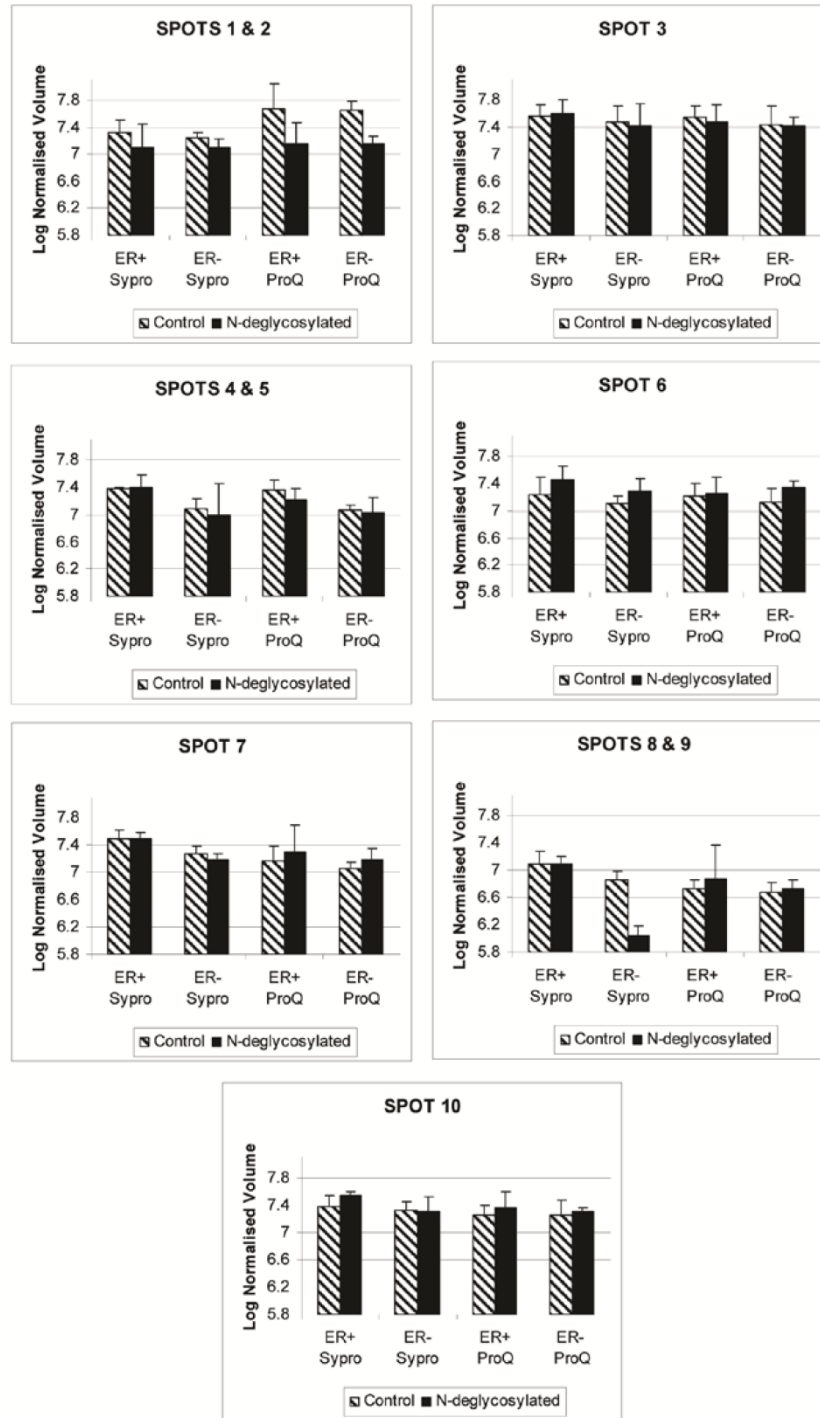 SPOTS 1 & 2
Log Normalised Volume
7.8
7.4
7
6.6
6.2
5.8
ER+ ER- ER+ ER-
Sypro Sypro ProQ ProQ
Control N-deglycosylated
SPOT 3
Log Normalised Volume
7.8
7.4
7
6.6
6.2
5.8
ER+ ER- ER+ ER-
Sypro Sypro ProQ ProQ
Control N-deglycosylated
SPOTS 4 & 5
Log Normalised Volume
7.8
7.4
7
6.6
6.2
5.8
ER+ ER- ER+ ER-
Sypro Sypro ProQ ProQ
Control N-deglycosylated
SPOT 6
Log Normalised Volume
7.8
7.4
7
6.6
6.2
5.8
ER+ ER- ER+ ER-
Sypro Sypro ProQ ProQ
Control N-deglycosylated
SPOT 7
Log Normalised Volume
7.8
7.4
7
6.6
6.2
5.8
ER+ ER- ER+ ER-
Sypro Sypro ProQ ProQ
Control N-deglycosylated
SPOTS 8 & 9
Log Normalised Volume
7.8
7.4
7
6.6
6.2
5.8
ER+ ER- ER+ ER-
Sypro Sypro ProQ ProQ
Control N-deglycosylated
SPOT 10
Log Normalised Volume
7.8
7.4
7
6.6
6.2
5.8
ER+ ER- ER+ ER-
Sypro Sypro ProQ ProQ
Control N-deglycosylated